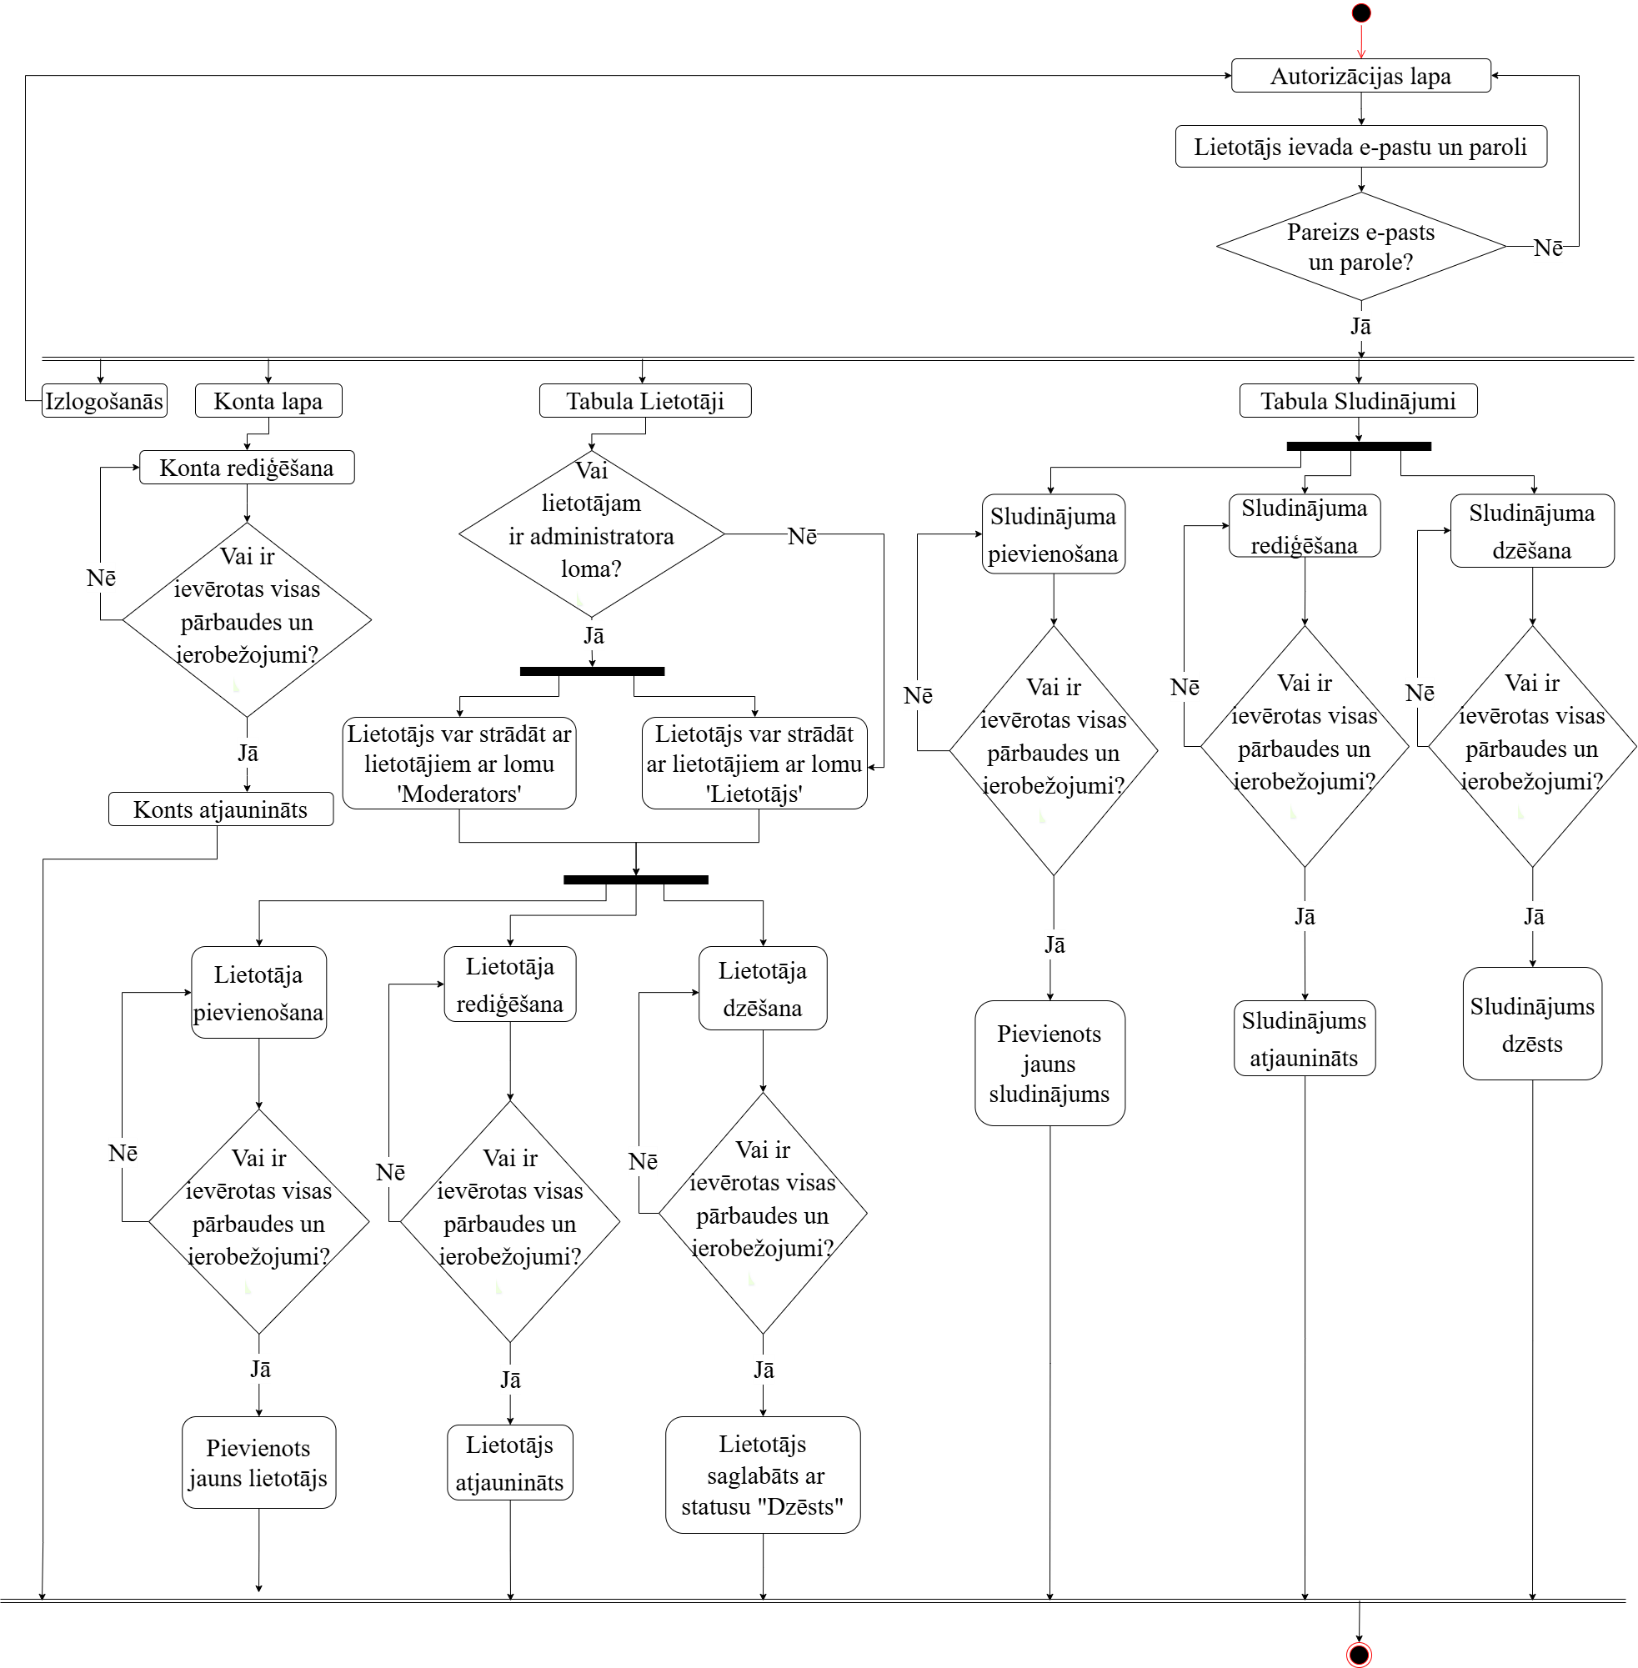 Autorizācijas lapa
Lietotājs ievada e-pastu un paroli
Pareizs e-pasts
un parole?
Nē
Jā
Izlogošanās
Konta lapa
Tabula Lietotāji
Tabula Sludinājumi
Konta rediģēšana
Vai ir
ievērotas visas
pārbaudes un
ierobežojumi?
Nē
Jā
Konts atjaunināts
Vai
lietotājam
ir administratora
loma?
Nē
Jā
Lietotājs var strādāt ar
lietotājiem ar lomu
'Moderators'
Lietotājs var strādāt
ar lietotājiem ar lomu
'Lietotājs'
Lietotāja
pievienošana
Nē
Vai ir
ievērotas visas
pārbaudes un
ierobežojumi?
Jā
Pievienots
jauns lietotājs
Lietotāja
rediģēšana
Nē
Vai ir
ievērotas visas
pārbaudes un
ierobežojumi?
Jā
Lietotājs
atjaunināts
Lietotāja
dzēšana
Nē
Vai ir
ievērotas visas
pārbaudes un
ierobežojumi?
Jā
Lietotājs
saglabāts ar
statusu "Dzēsts"
Sludinājuma
pievienošana
Nē
Vai ir
ievērotas visas
pārbaudes un
ierobežojumi?
Jā
Pievienots
jauns
sludinājums
Sludinājuma
rediģēšana
Nē
Vai ir
ievērotas visas
pārbaudes un
ierobežojumi?
Jā
Sludinājums
atjaunināts
Sludinājuma
dzēšana
Nē
Vai ir
ievērotas visas
pārbaudes un
ierobežojumi?
Jā
Sludinājums
dzēsts